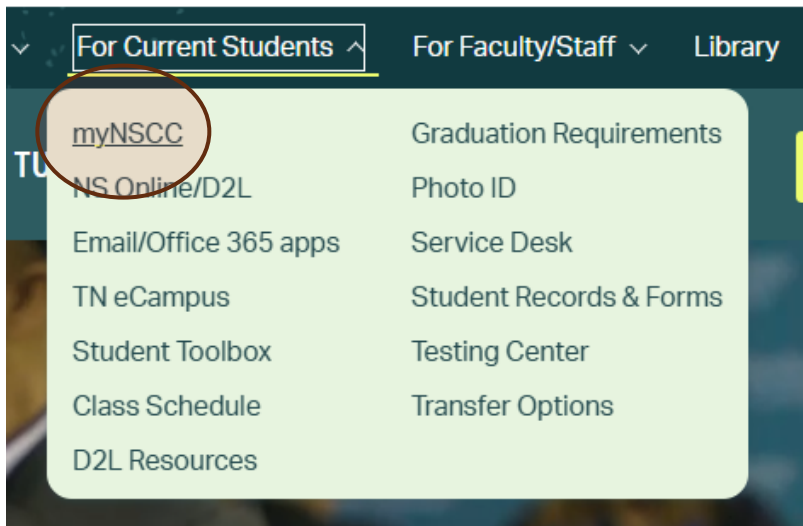 For Current Students
For Faculty/Staff
Library
TU
myNSCC
NS Online/D2L
Email/Office 365 apps
TN eCampus
Student Toolbox
Class Schedule
D2L Resources
Graduation Requirements
Photo ID
Service Desk
Student Records & Forms
Testing Center
Transfer Options